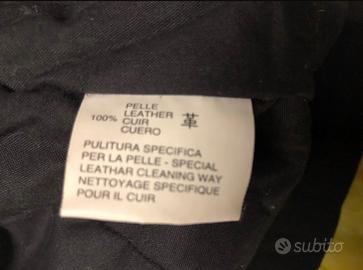 PELLE
LEATHER
100% CUIR 革
CUERO
PULITURA SPECIFICA
PER LA PELLE - SPECIAL
LEATHAR CLEANING WAY
NETTOYAGE SPECIFIQUE
POUR IL CUIR
subito